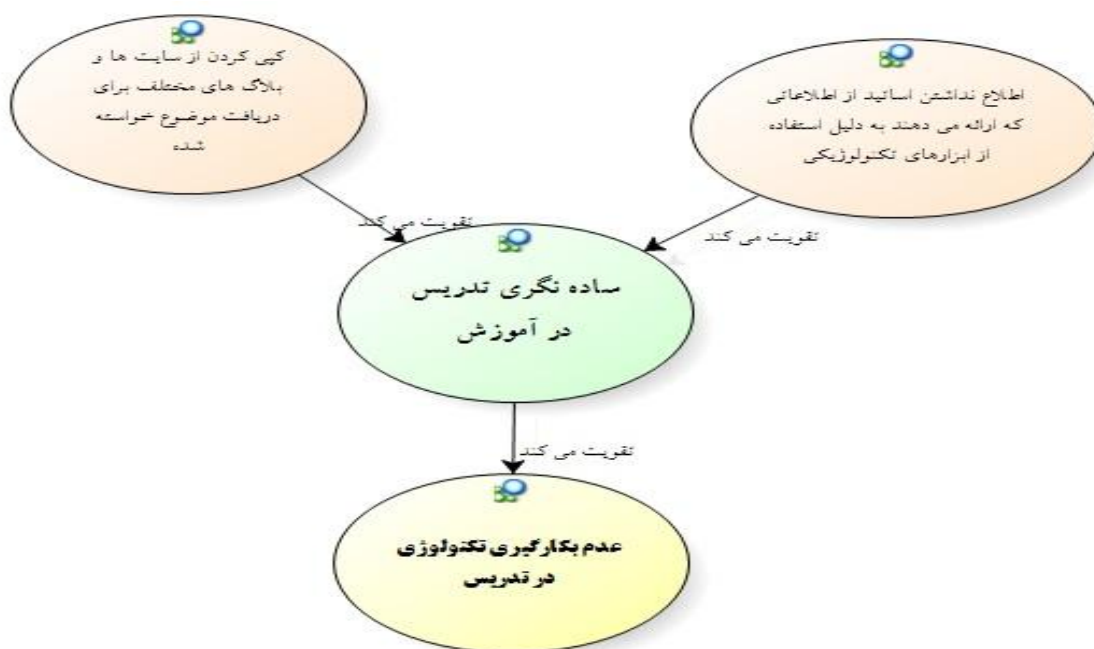 کپی کردن از سایت ها و
بلاگ های مختلف برای
دریافت موضوع خواسته
شده
اطلاع نداشتن اساتید از اطلاعاتی
که ارائه می دهند به دلیل استفاده
از ابزارهای تکنولوژیکی
تقویت می کند
تقویت می کند
ساده نگری تدریس
در آموزش
تقویت می کند
عدم بکارگیری تکنولوژی
در تدریس